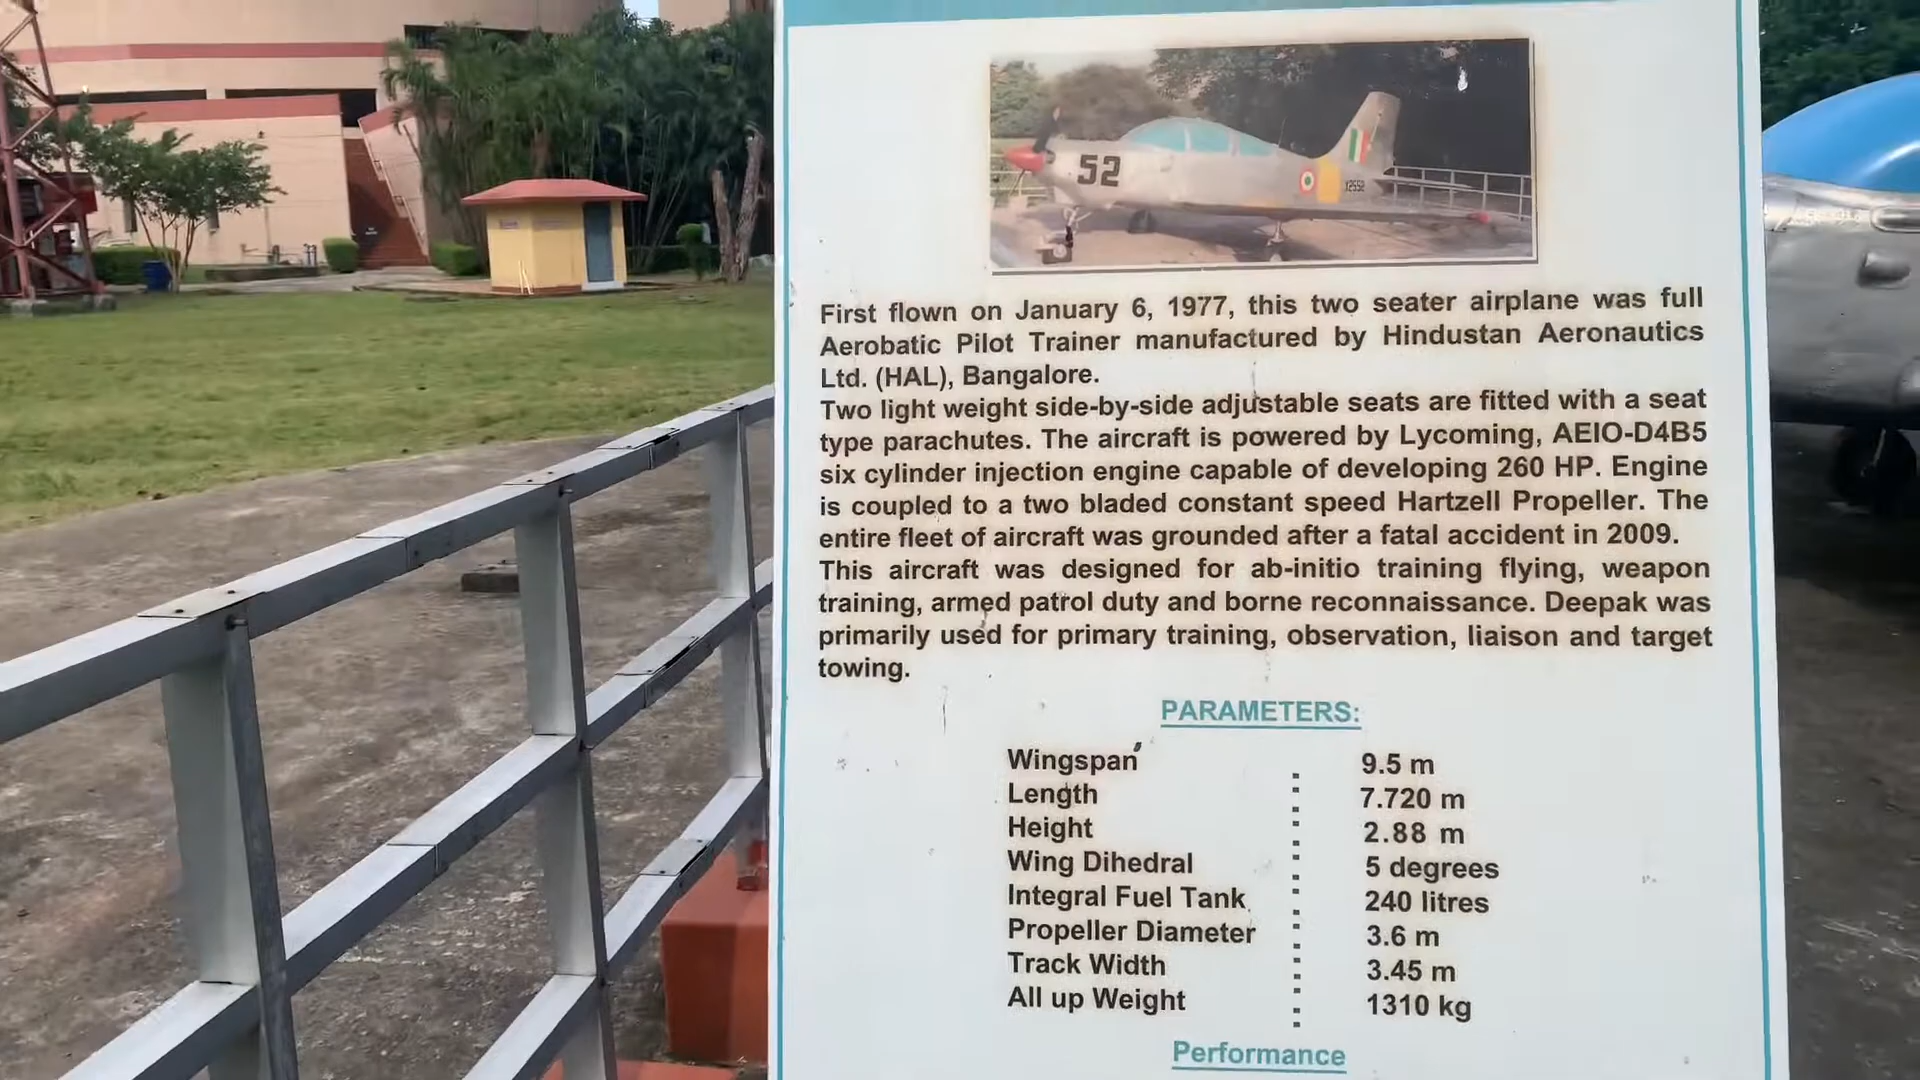 52
First flown on January 6, 1977, this two seater airplane was full
Aerobatic Pilot Trainer manufactured by Hindustan Aeronautics
Ltd. (HAL), Bangalore.
Two light weight side-by-side adjustable seats are fitted with a seat
type parachutes. The aircraft is powered by Lycoming, AEIO-D4B5
six cylinder injection engine capable of developing 260 HP. Engine
is coupled to a two bladed constant speed Hartzell Propeller. The
entire fleet of aircraft was grounded after a fatal accident in 2009.
This aircraft was designed for ab-initio training flying, weapon
training, armed patrol duty and borne reconnaissance. Deepak was
primarily used for primary training, observation, liaison and target
towing.
PARAMETERS:
Wingspan : 9.5 m
Length : 7.720 m
Height : 2.88 m
Wing Dihedral : 5 degrees
Integral Fuel Tank : 240 litres
Propeller Diameter : 3.6 m
Track Width : 3.45 m
All up Weight : 1310 kg
Performance